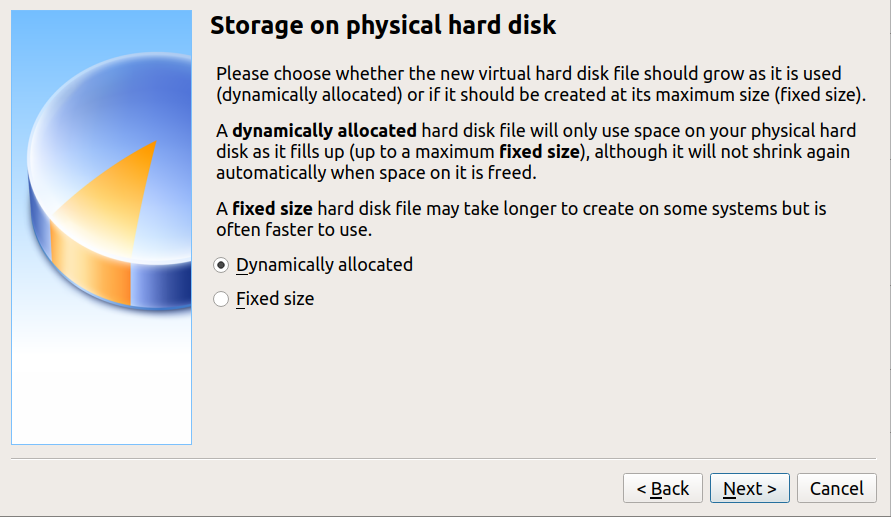 Storage on physical hard disk
Please choose whether the new virtual hard disk file should grow as it is used
(dynamically allocated) or if it should be created at its maximum size (fixed size).
A dynamically allocated hard disk file will only use space on your physical hard
disk as it fills up (up to a maximum fixed size), although it will not shrink again
automatically when space on it is freed.
A fixed size hard disk file may take longer to create on some systems but is
often faster to use.
Dynamically allocated
Fixed size
< Back Next > Cancel